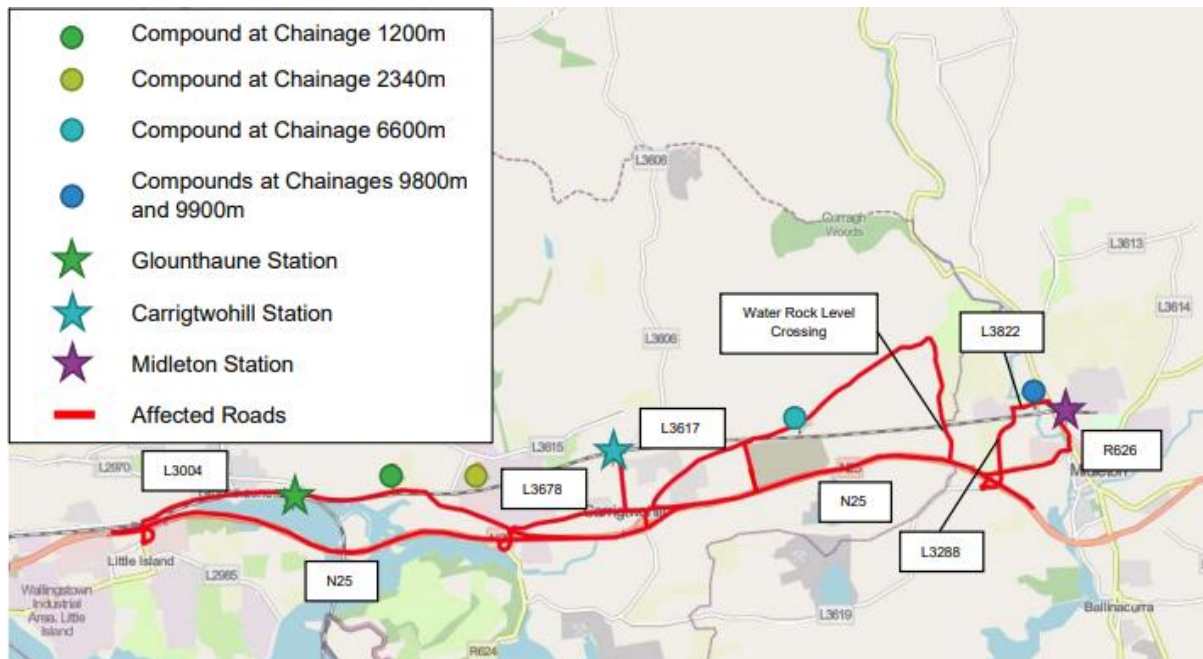 Compound at Chainage 1200m
Compound at Chainage 2340m
Compound at Chainage 6600m
Compounds at Chainages 9800m
and 9900m
Glounthaune Station
Carrigtwohill Station
Midleton Station
Affected Roads
L3606
Curragh
Woods
L3613
L3614
Water Rock Level
Crossing
L3822
L3606
L3617
L3615
L2970
L3004
L3678
R626
Midleton
N25
N25
L3288
Little Island
L2985
N25
Wallingstown
Industrial
Area, Little
Island
R624
L3619
Ballinacurra